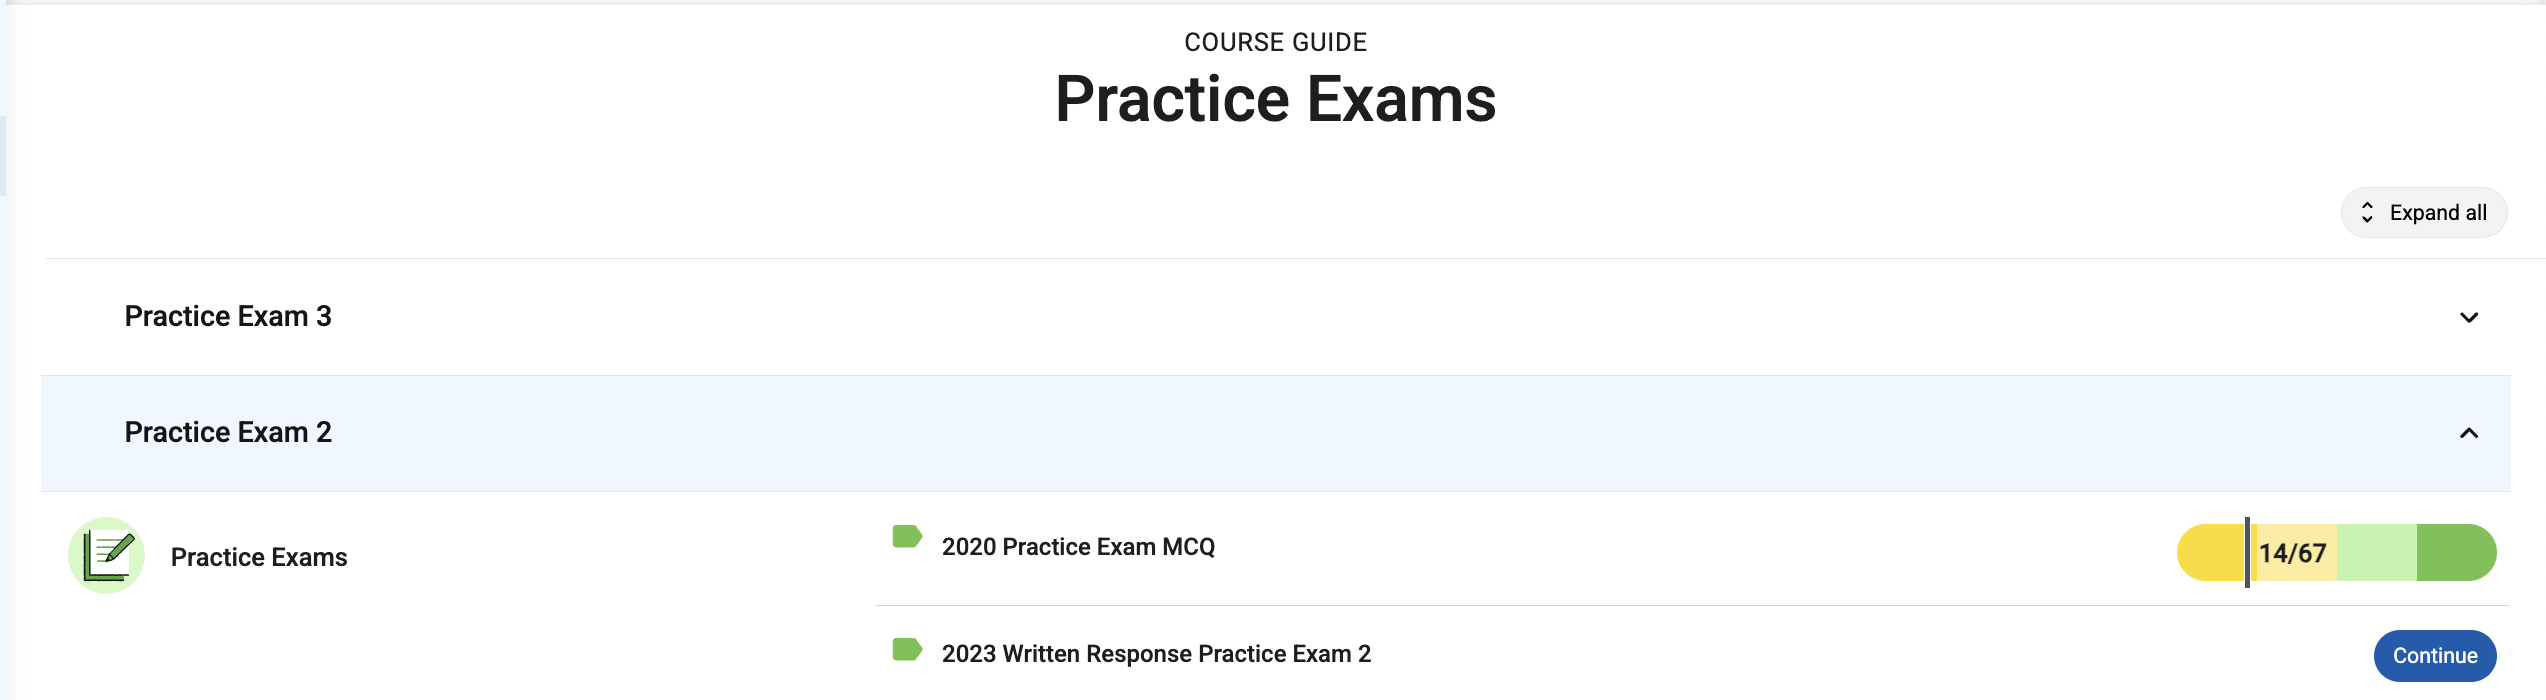 COURSE GUIDE
Practice Exams
Expand all
Practice Exam 3
Practice Exam 2
Practice Exams
2020 Practice Exam MCQ
14/67
2023 Written Response Practice Exam 2
Continue